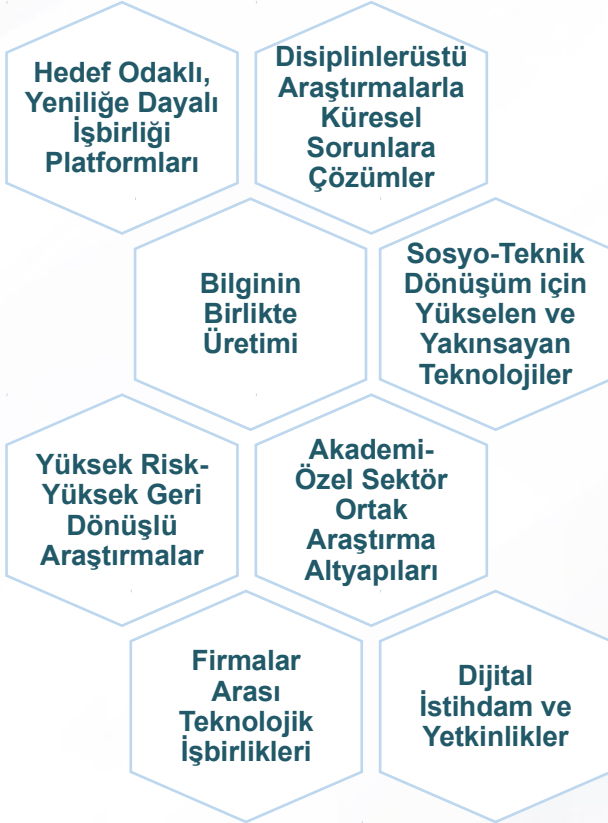 Hedef Odaklı,
Yeniliğe Dayalı
İşbirliği
Platformları
Disiplinlerüstü
Araştırmalarla
Küresel
Sorunlara
Çözümler
Bilginin
Birlikte
Üretimi
Sosyo-Teknik
Dönüşüm için
Yükselen ve
Yakınsayan
Teknolojiler
Yüksek Risk-
Yüksek Geri
Dönüşlü
Araştırmalar
Akademi-
Özel Sektör
Ortak
Araştırma
Altyapıları
Firmalar
Arası
Teknolojik
İşbirlikleri
Dijital
İstihdam ve
Yetkinlikler